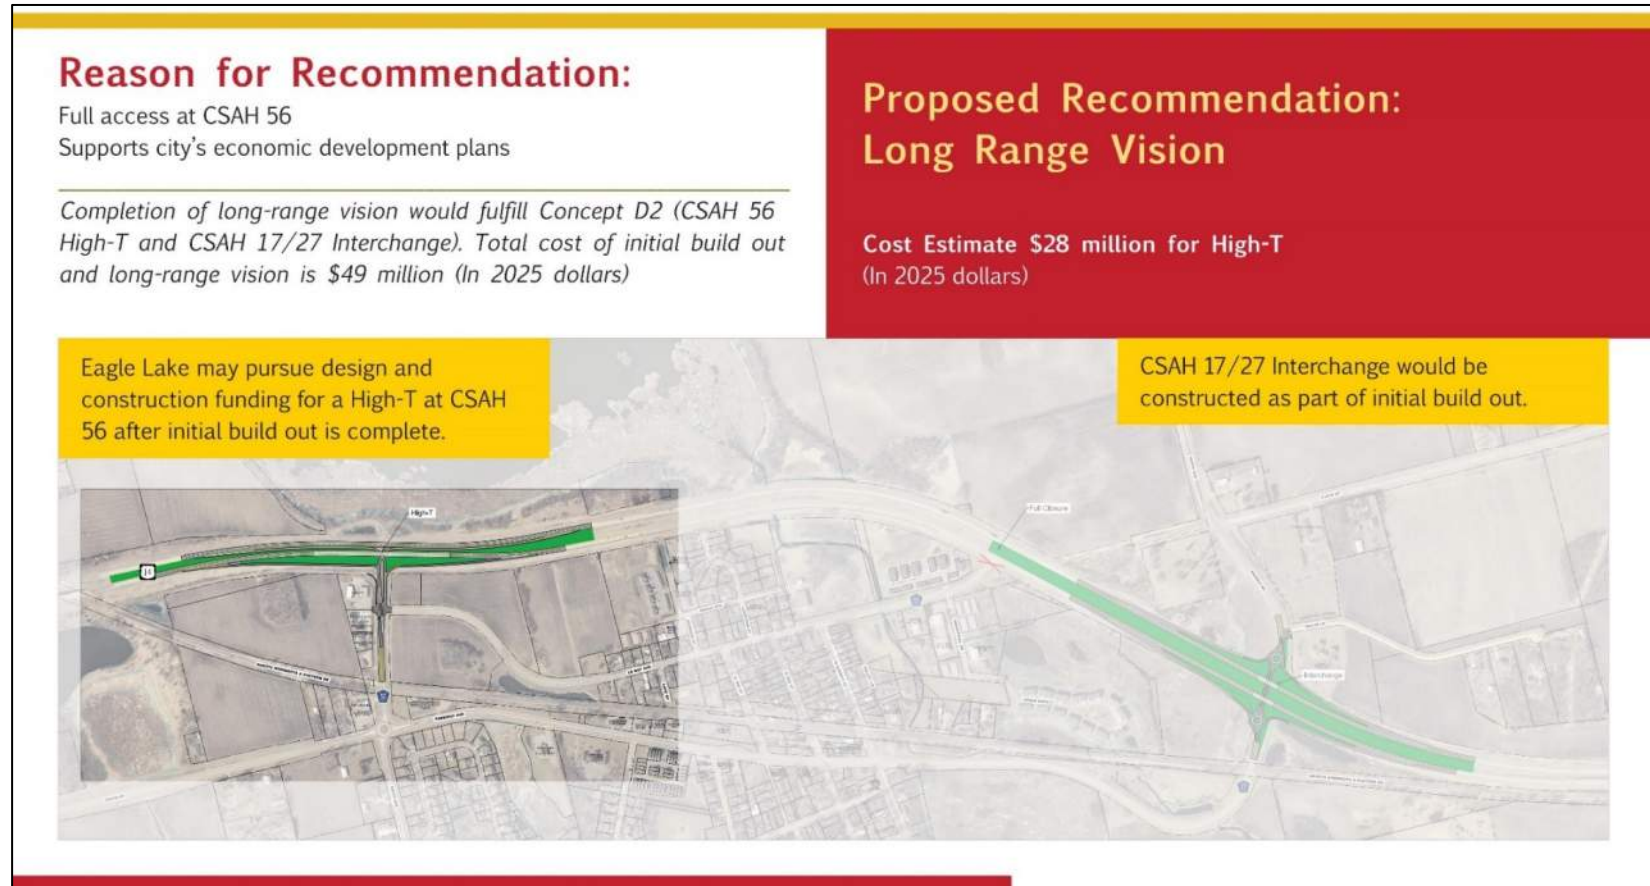 Reason for Recommendation:
Full access at CSAH 56
Supports city's economic development plans
Completion of long-range vision would fulfill Concept D2 (CSAH 56
High-T and CSAH 17/27 Interchange). Total cost of initial build out
and long-range vision is $49 million (In 2025 dollars)
Proposed Recommendation:
Long Range Vision
Cost Estimate $28 million for High-T
(In 2025 dollars)
Eagle Lake may pursue design and
construction funding for a High-T at CSAH
56 after initial build out is complete.
CSAH 17/27 Interchange would be
constructed as part of initial build out.
High-T
Full Closure
14
Interchange